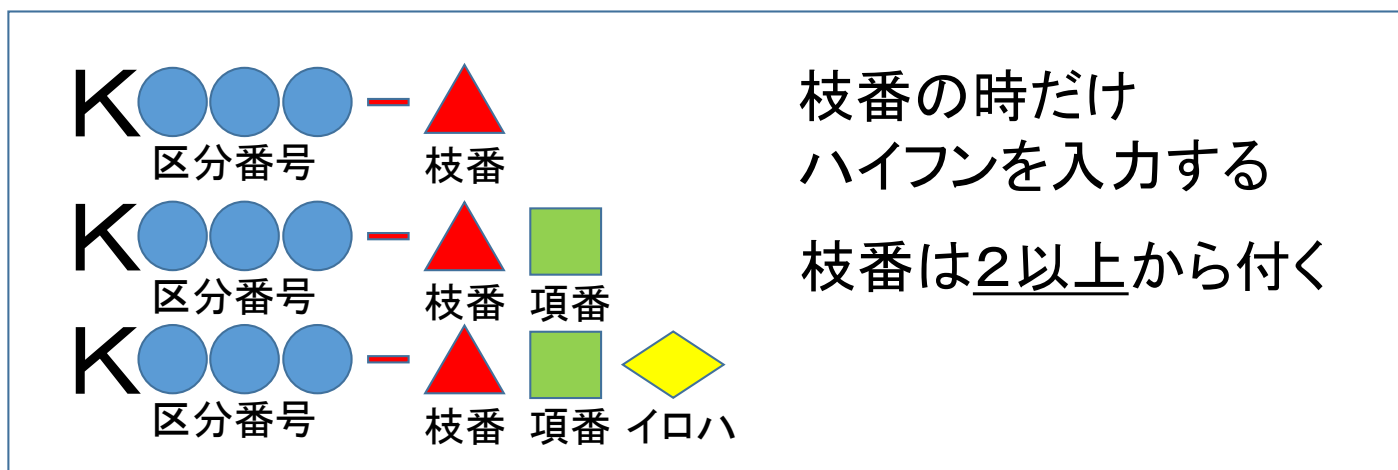 K -
区分番号 枝番
K -
区分番号 枝番 項番
K -
区分番号 枝番 項番 イロハ
枝番の時だけ
ハイフンを入力する
枝番は２以上から付く